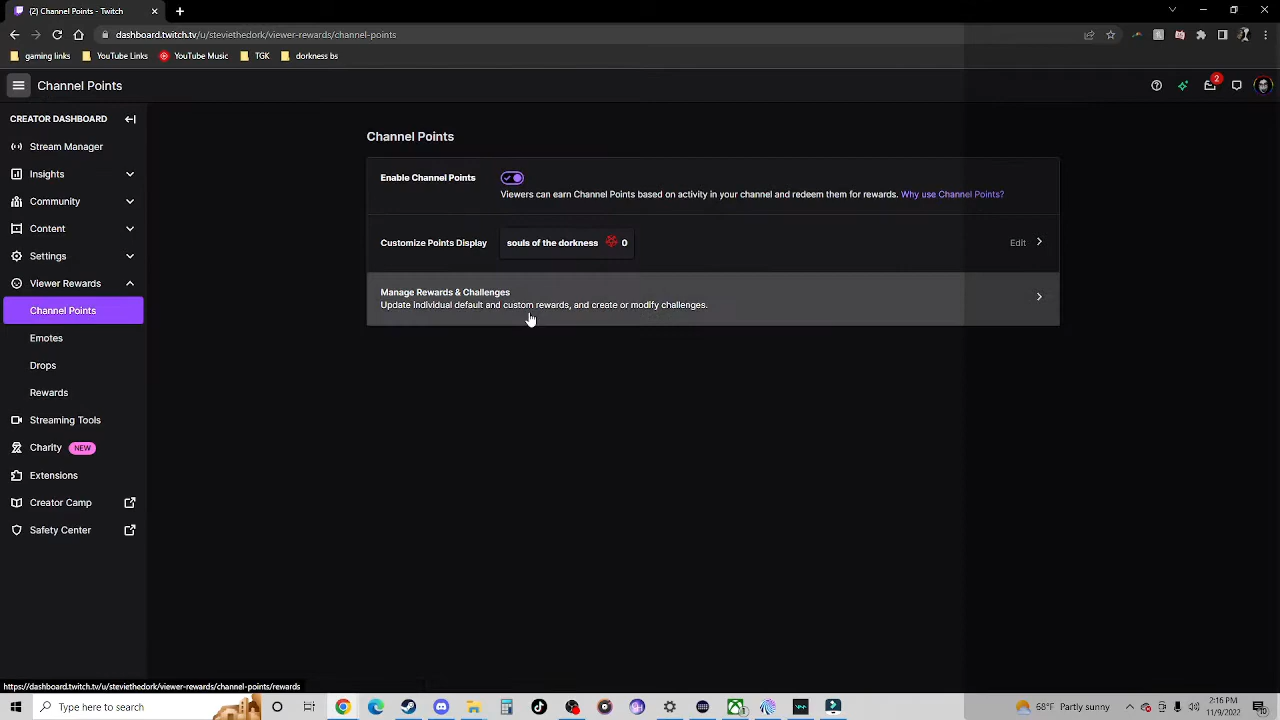 (2) Channel Points - Twitch
dashboard.twitch.tv/u/steviethedork/viewer-rewards/channel-points
gaming links
YouTube Links
YouTube Music
TGK
dorkness bs
Channel Points
2
CREATOR DASHBOARD
Stream Manager
Insights
Community
Content
Settings
Viewer Rewards
Channel Points
Emotes
Drops
Rewards
Streaming Tools
Charity NEW
Extensions
Creator Camp
Safety Center
Channel Points
Enable Channel Points
Viewers can earn Channel Points based on activity in your channel and redeem them for rewards. Why use Channel Points?
Customize Points Display
souls of the dorkness 0
Edit
Manage Rewards & Challenges
Update individual default and custom rewards, and create or modify challenges.
https://dashboard.twitch.tv/u/steviethedork/viewer-rewards/channel-points/rewards
Type here to search
68°F Partly sunny
11/9/2022